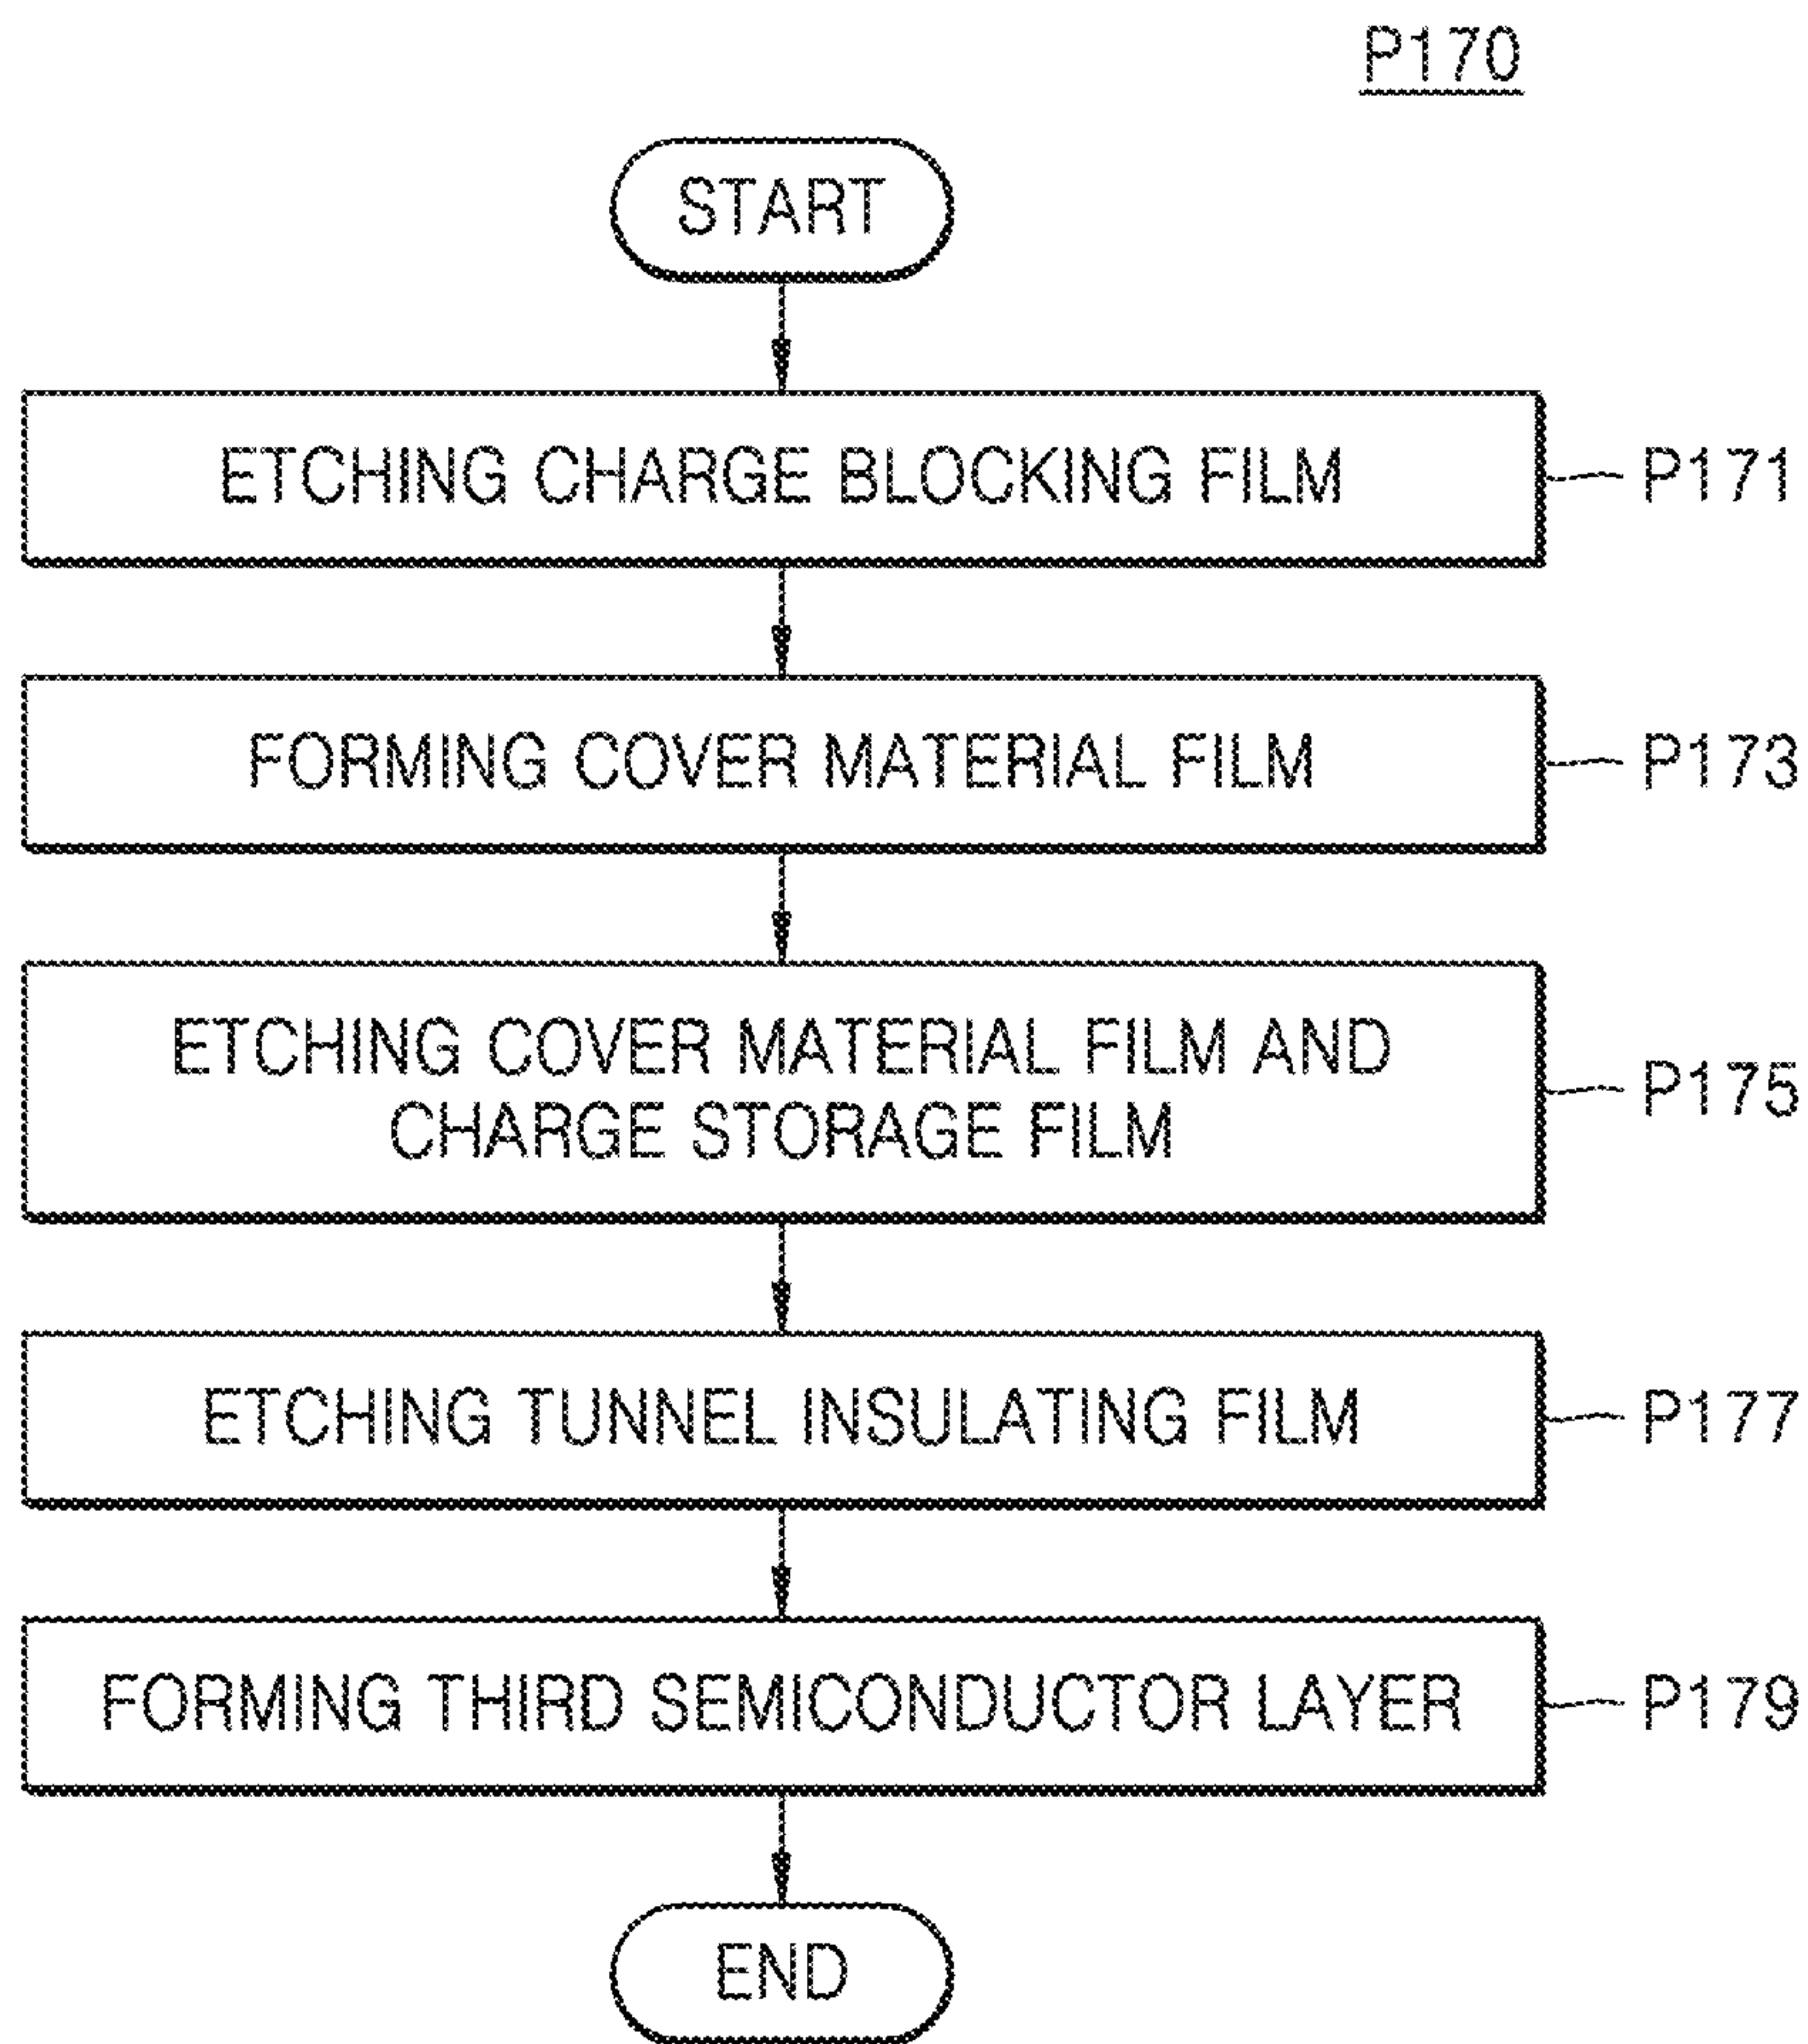 P170
START
ETCHING CHARGE BLOCKING FILM
P171
FORMING COVER MATERIAL FILM
P173
ETCHING COVER MATERIAL FILM AND
CHARGE STORAGE FILM
P175
ETCHING TUNNEL INSULATING FILM
P177
FORMING THIRD SEMICONDUCTOR LAYER
P179
END